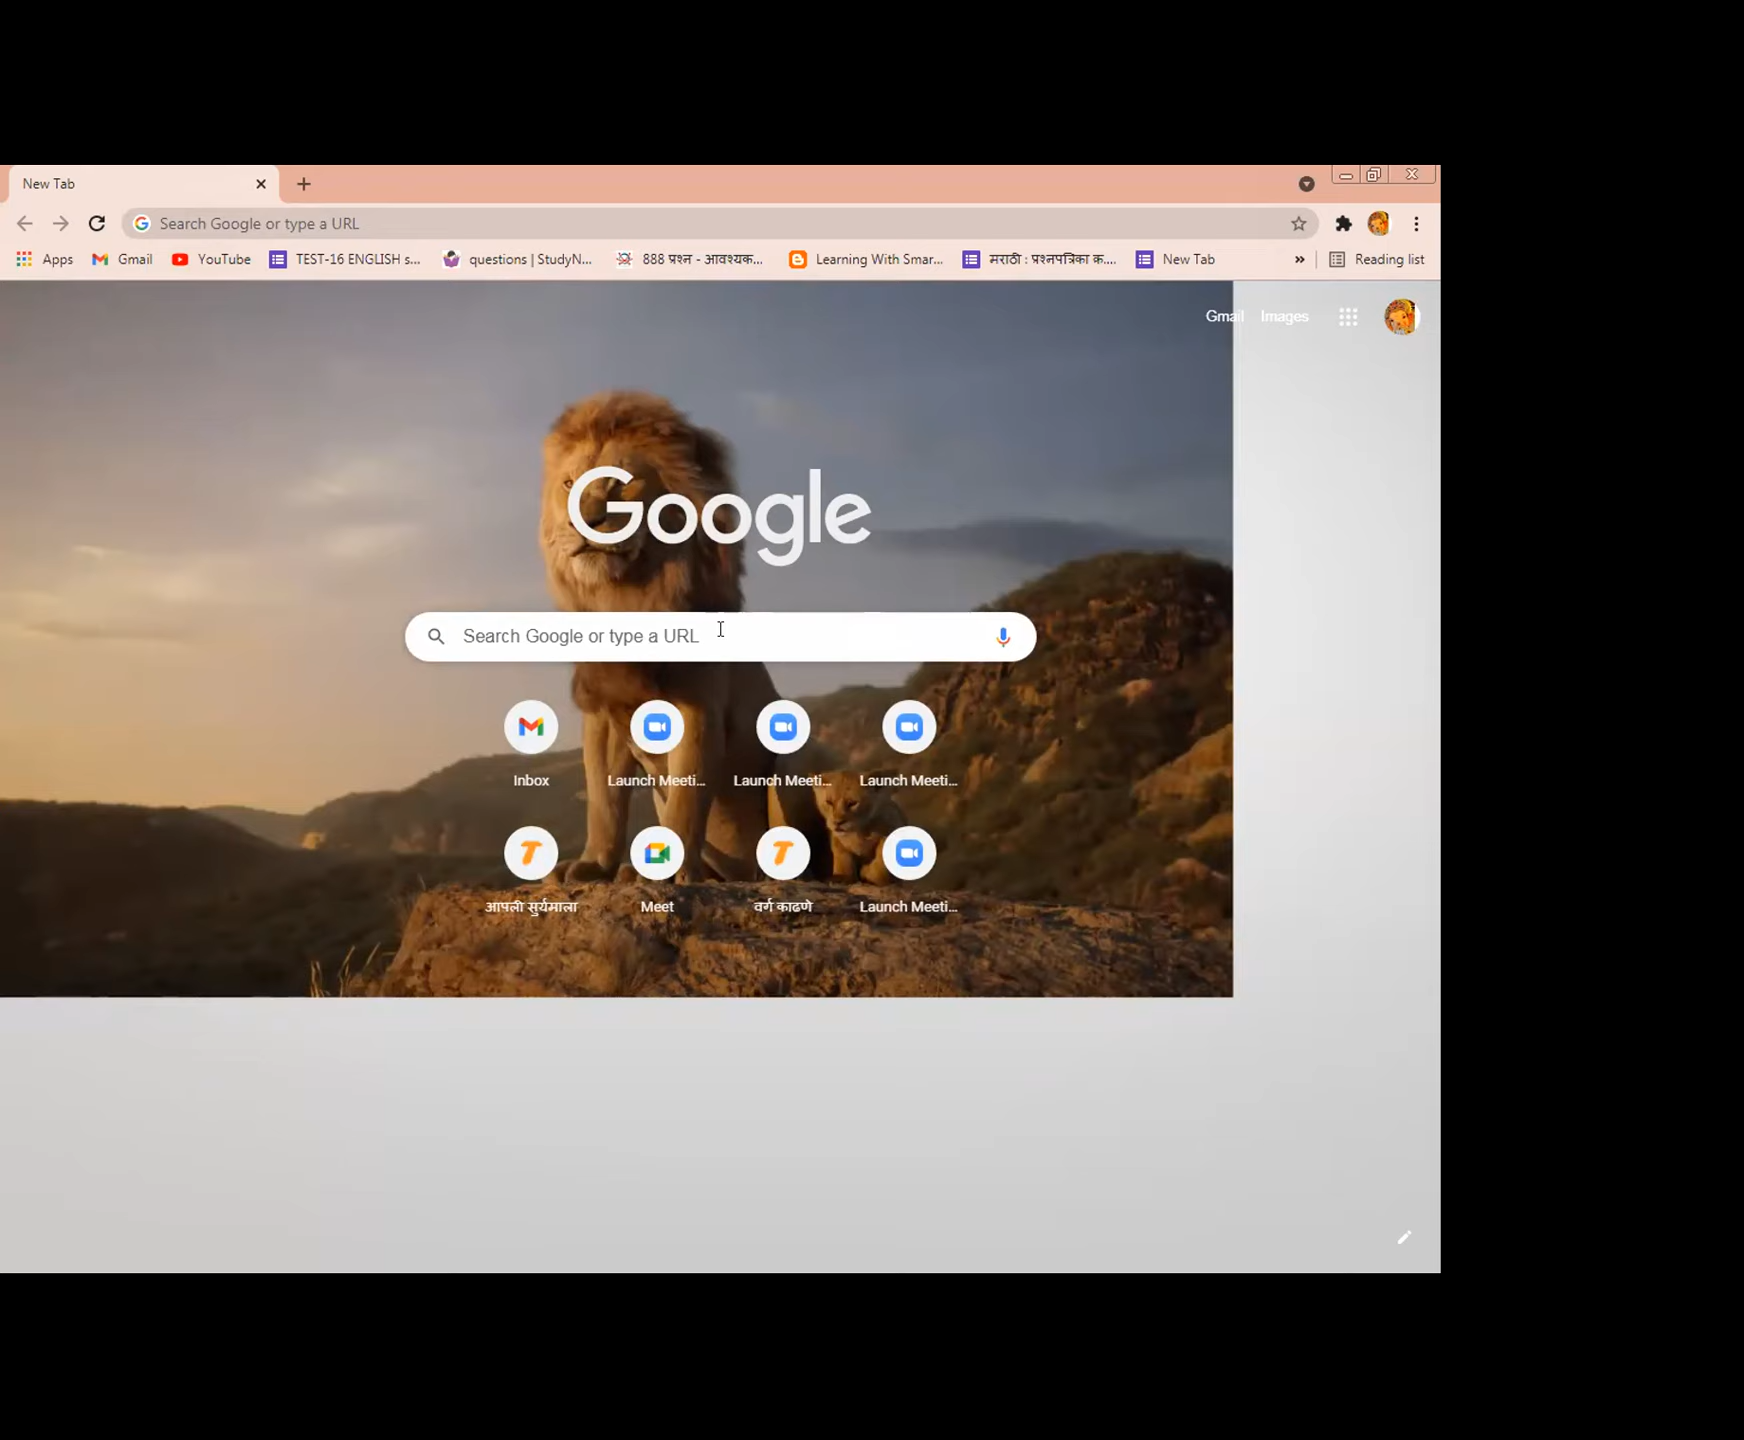 New Tab
Search Google or type a URL
Apps Gmail YouTube TEST-16 ENGLISH s... questions | StudyN... 888 प्रश्न - आवश्यक... Learning With Smar... मराठी : प्रश्नपत्रिका क.... New Tab » Reading list
Gmail Images
Google
Search Google or type a URL
Inbox Launch Meeti... Launch Meeti... Launch Meeti...
आपली सुर्यमाला Meet वर्ग काढणे Launch Meeti...